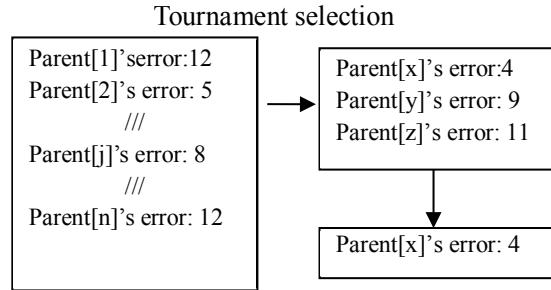 Tournament selection
Parent[1]’serror:12
Parent[2]’s error: 5
///
Parent[j]’s error: 8
///
Parent[n]’s error: 12
Parent[x]’s error:4
Parent[y]’s error: 9
Parent[z]’s error: 11
Parent[x]’s error: 4